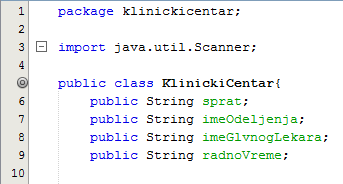 1 package klinickicentar;
2
3 import java.util.Scanner;
4
public class KlinickiCentar{
6 public String sprat;
7 public String imeOdeljenja;
8 public String imeGlvnogLekara;
9 public String radnoVreme;
10